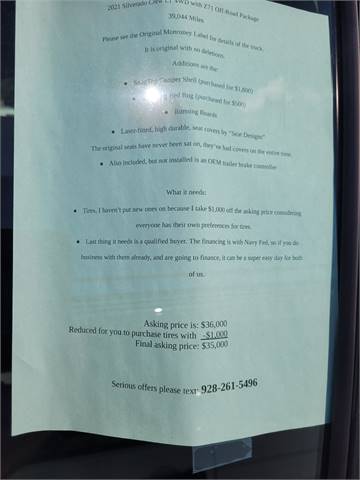 2021 Silverado Crew LT 4WD with Z71 Off-Road Package
39,044 Miles
Please see the Original Monroney Label for details of the truck.
It is original with no deletions.
Additions are the:
• SnugTop Camper Shell (purchased for $1,800)
• Bed Rug (purchased for $500)
• Running Boards
• Laser-fitted, high durable, seat covers by "Seat Designs"
The original seats have never been sat on, they've had covers on the entire time.
• Also included, but not installed is an OEM trailer brake controller
What it needs:
• Tires, I haven't put new ones on because I take $1,000 off the asking price considering
everyone has their own preferences for tires.
• Last thing it needs is a qualified buyer. The financing is with Navy Fed, so if you do
business with them already, and are going to finance, it can be a super easy day for both
of us.
Asking price is: $36,000
Reduced for you to purchase tires with -$1,000
Final asking price: $35,000
Serious offers please text: 928-261-5496